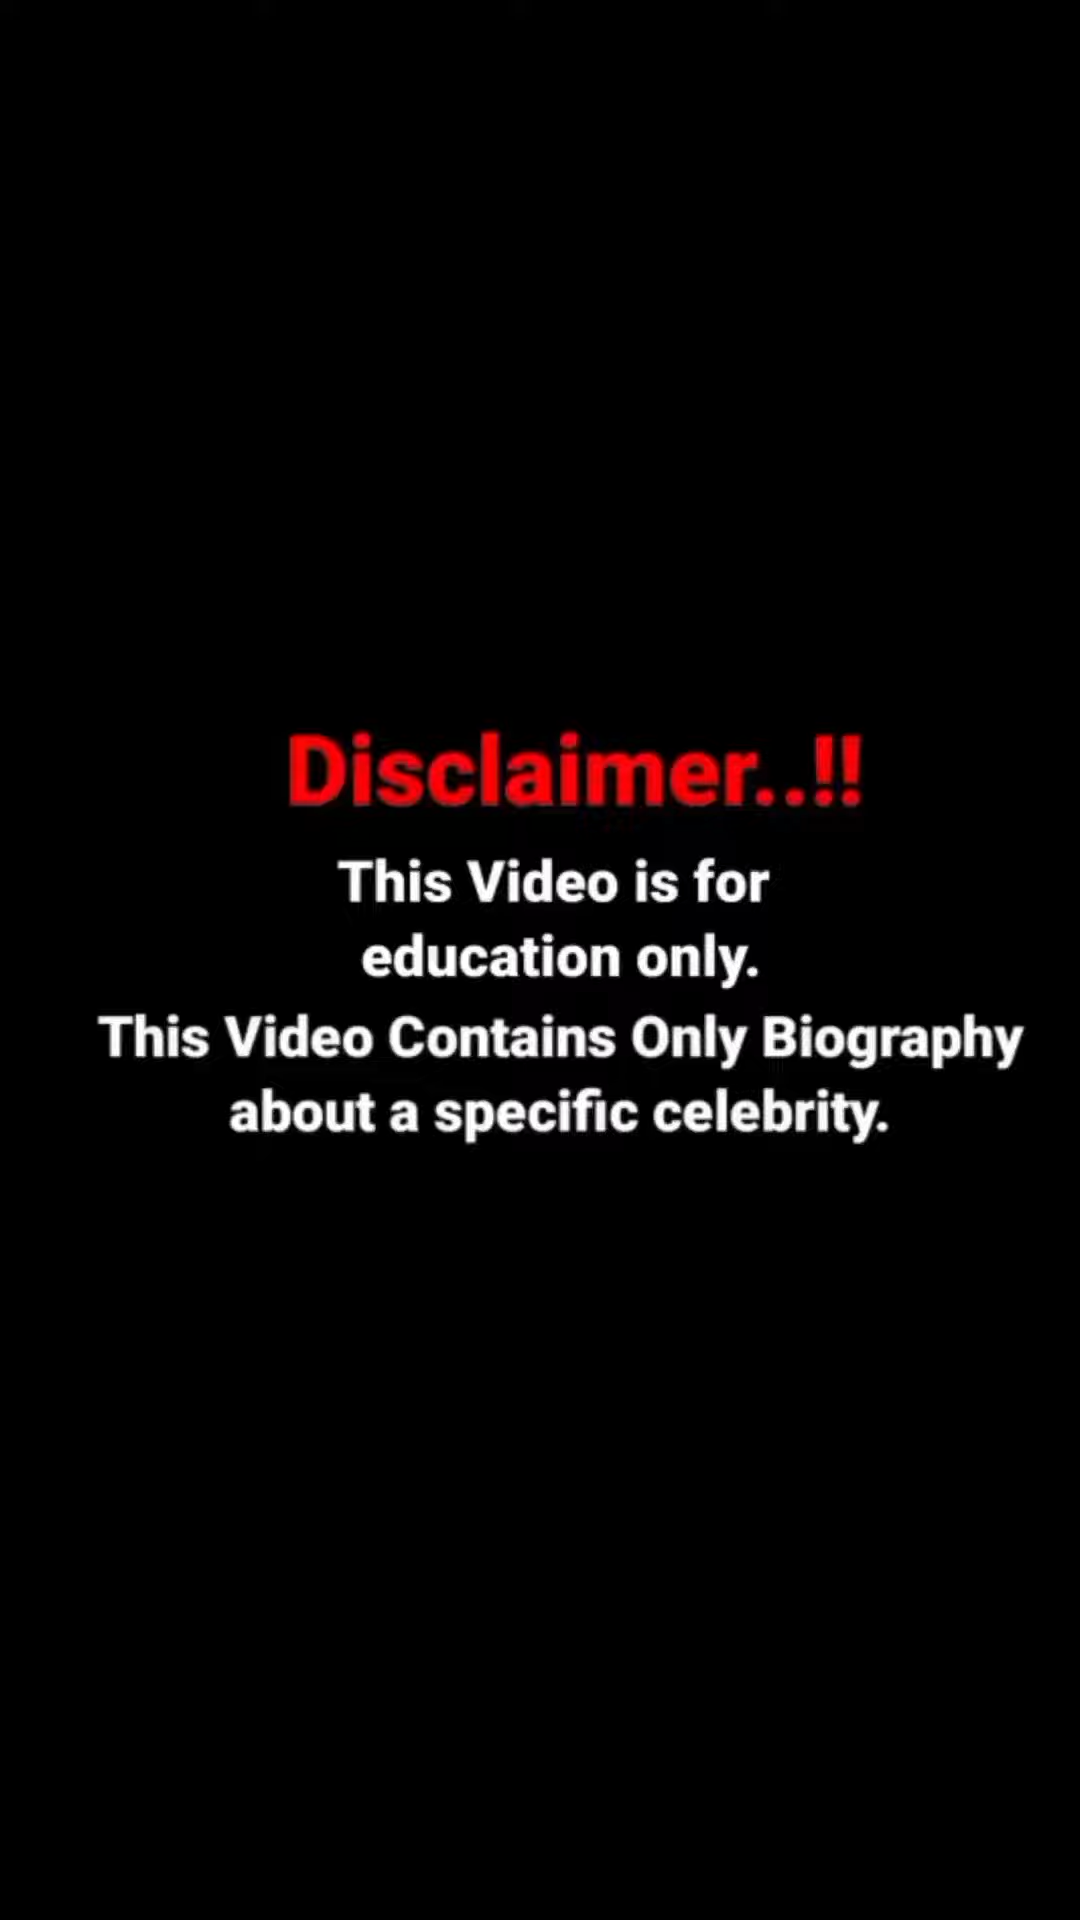 Disclaimer..!!
This Video is for
education only.
This Video Contains Only Biography
about a specific celebrity.